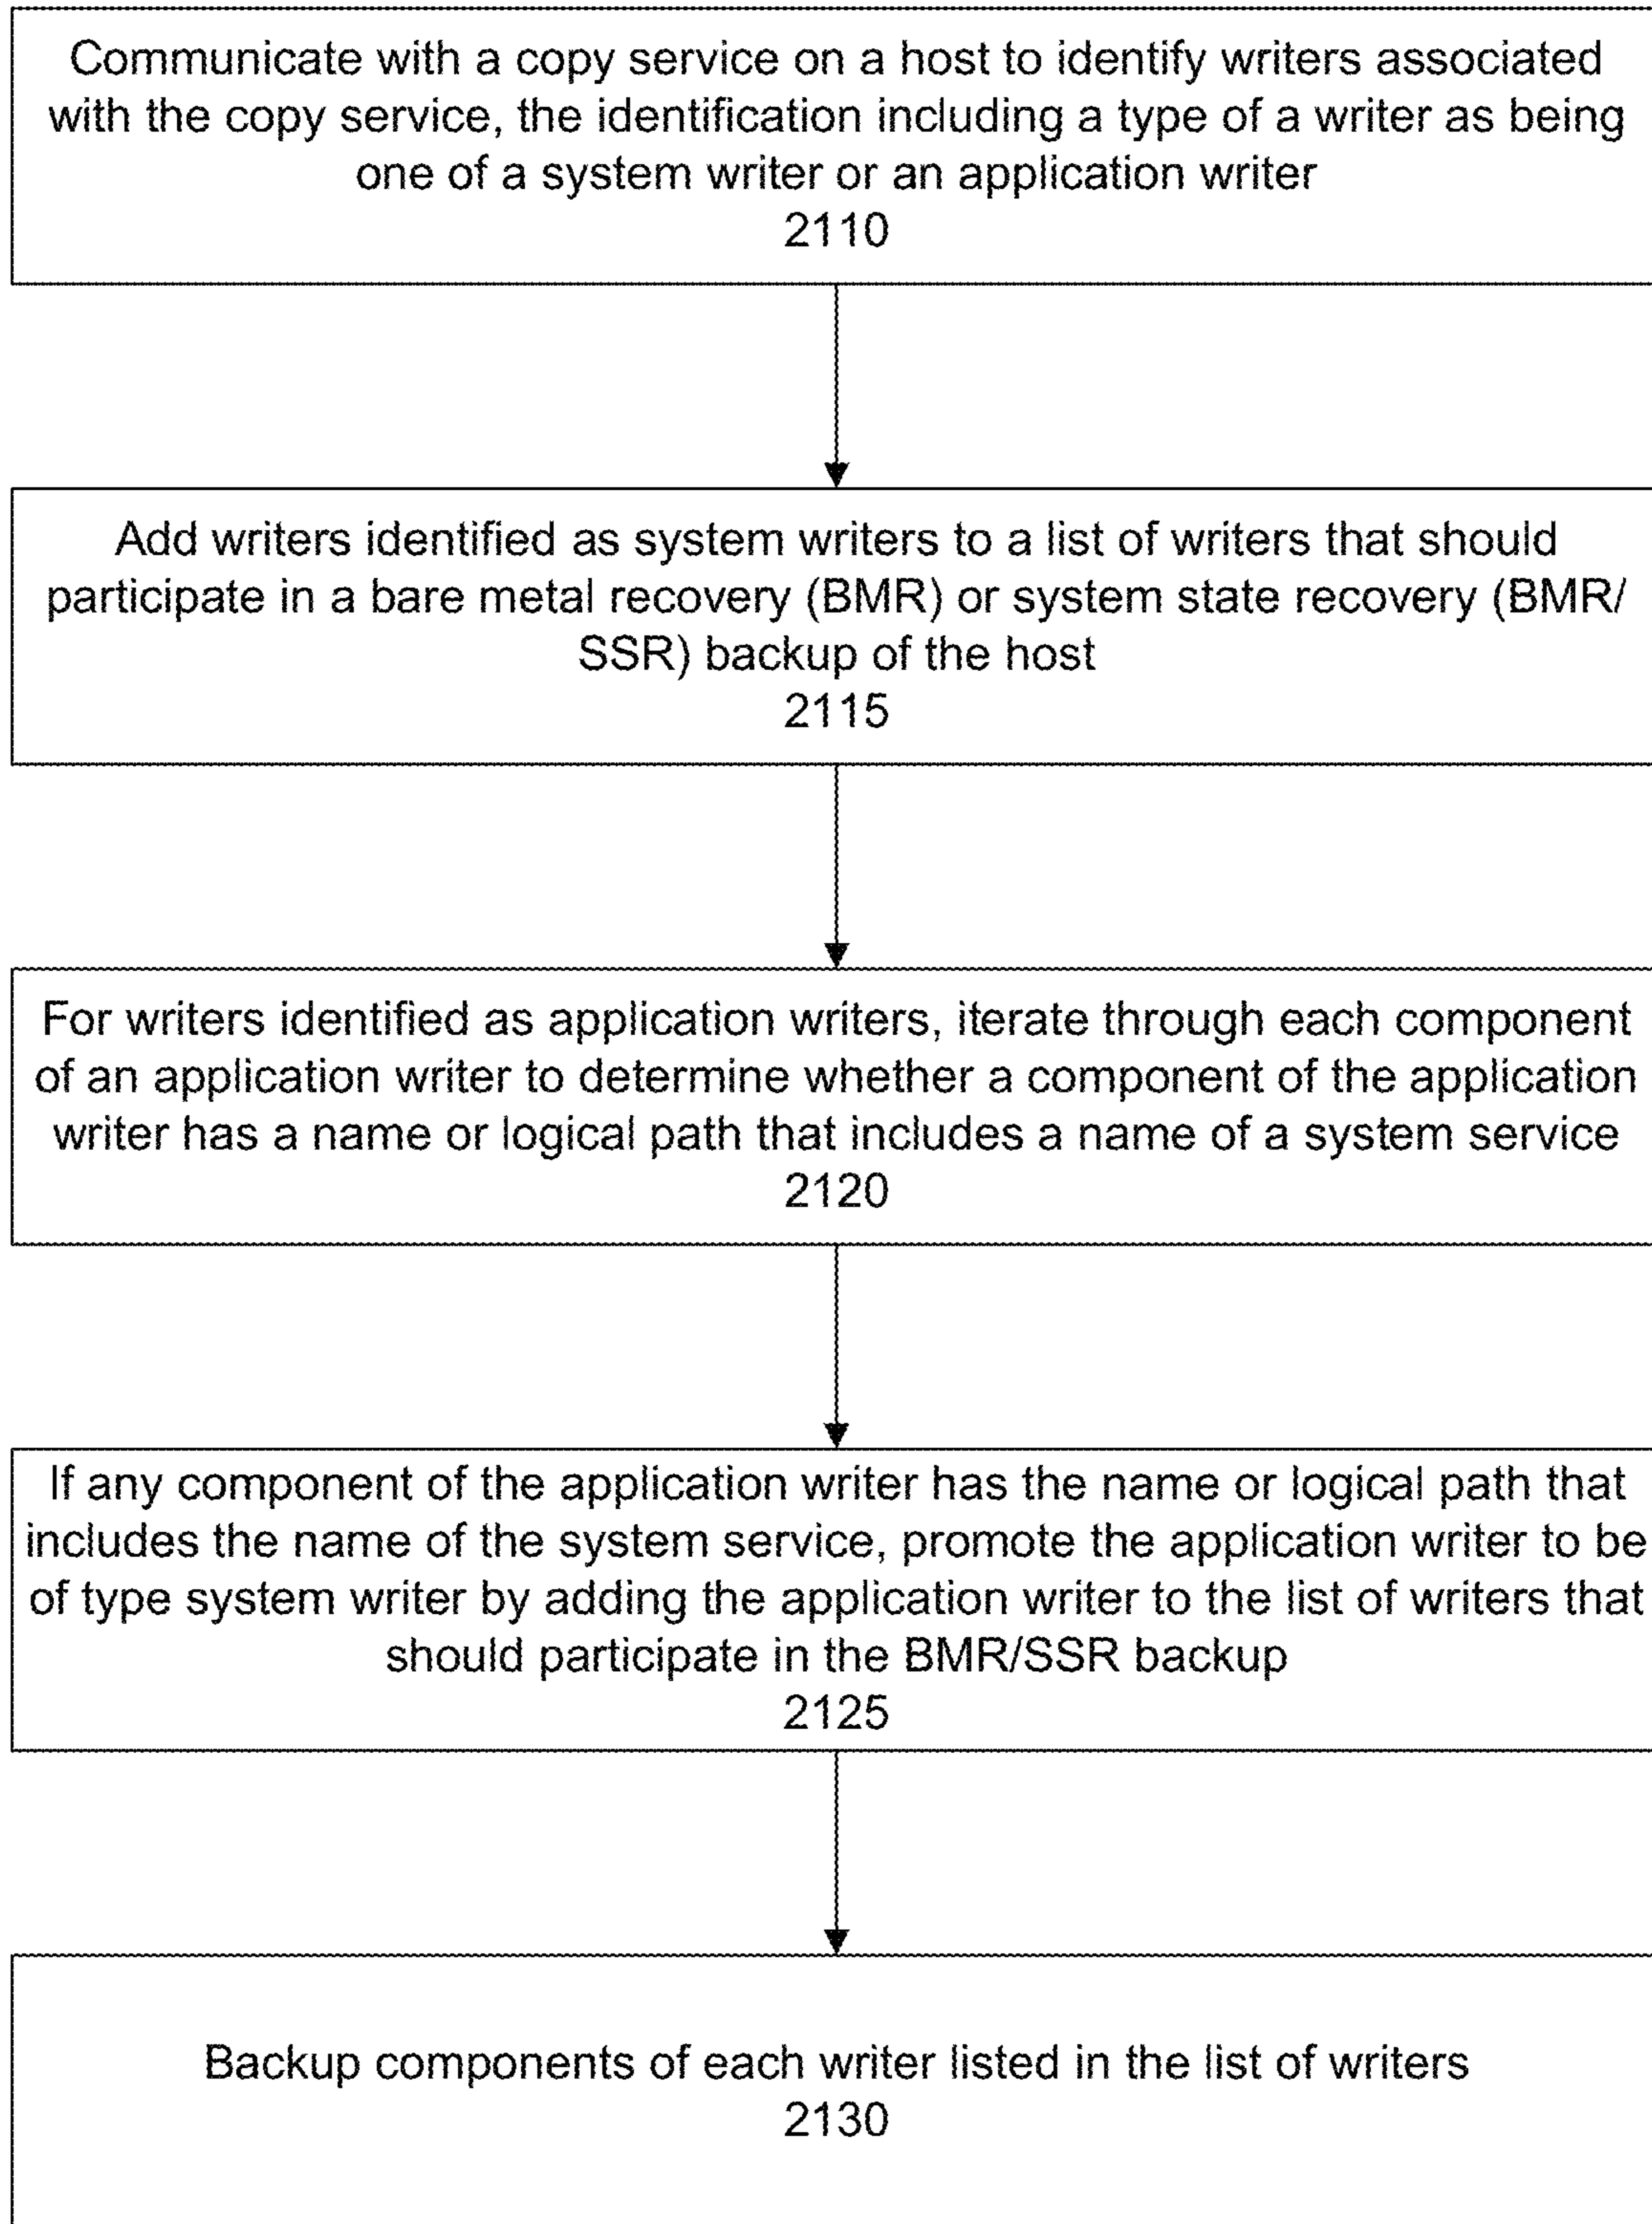 Communicate with a copy service on a host to identify writers associated
with the copy service, the identification including a type of a writer as being
one of a system writer or an application writer
2110
Add writers identified as system writers to a list of writers that should
participate in a bare metal recovery (BMR) or system state recovery (BMR/
SSR) backup of the host
2115
For writers identified as application writers, iterate through each component
of an application writer to determine whether a component of the application
writer has a name or logical path that includes a name of a system service
2120
If any component of the application writer has the name or logical path that
includes the name of the system service, promote the application writer to be
of type system writer by adding the application writer to the list of writers that
should participate in the BMR/SSR backup
2125
Backup components of each writer listed in the list of writers
2130